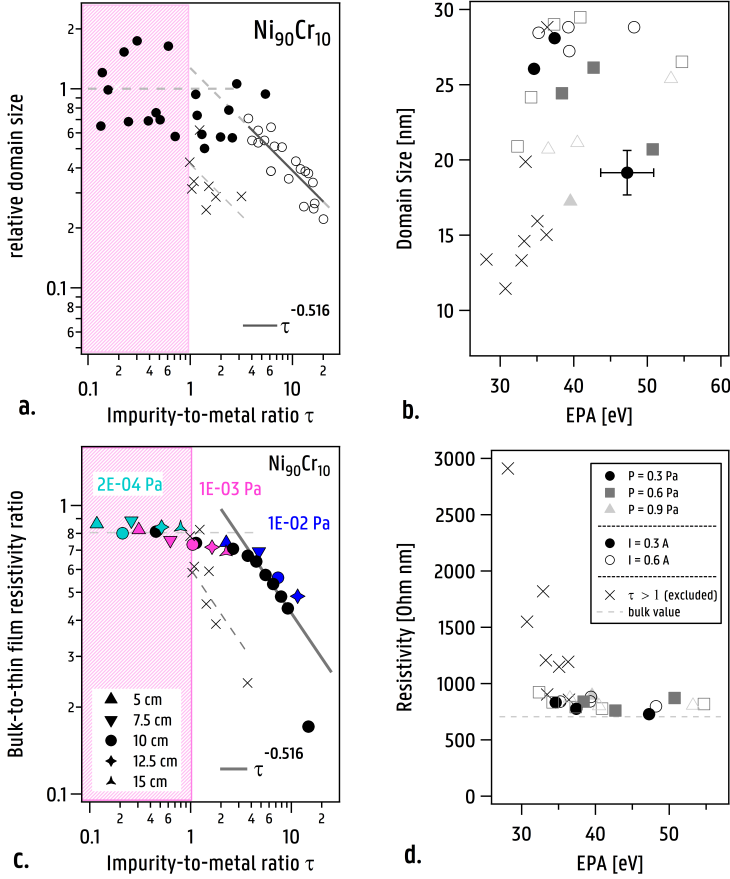 Ni90Cr10
relative domain size
2
1
8
6
4
2
0.1
8
6
τ -0.516
0.1
2
4
6
1
2
4
6
10
2
a.
Impurity-to-metal ratio τ
Domain Size [nm]
30
25
20
15
10
30
40
50
60
b.
EPA [eV]
Ni90Cr10
2E-04 Pa
1E-03 Pa
1E-02 Pa
Bulk-to-thin film resistivity ratio
1
8
7
6
5
4
3
2
0.1
5 cm
7.5 cm
10 cm
12.5 cm
15 cm
τ -0.516
0.1
2
4
6
1
2
4
6
10
2
c.
Impurity-to-metal ratio τ
Resistivity [Ohm nm]
3000
2500
2000
1500
1000
500
0
P = 0.3 Pa
P = 0.6 Pa
P = 0.9 Pa
I = 0.3 A
I = 0.6 A
τ > 1 (excluded)
bulk value
30
40
50
d.
EPA [eV]